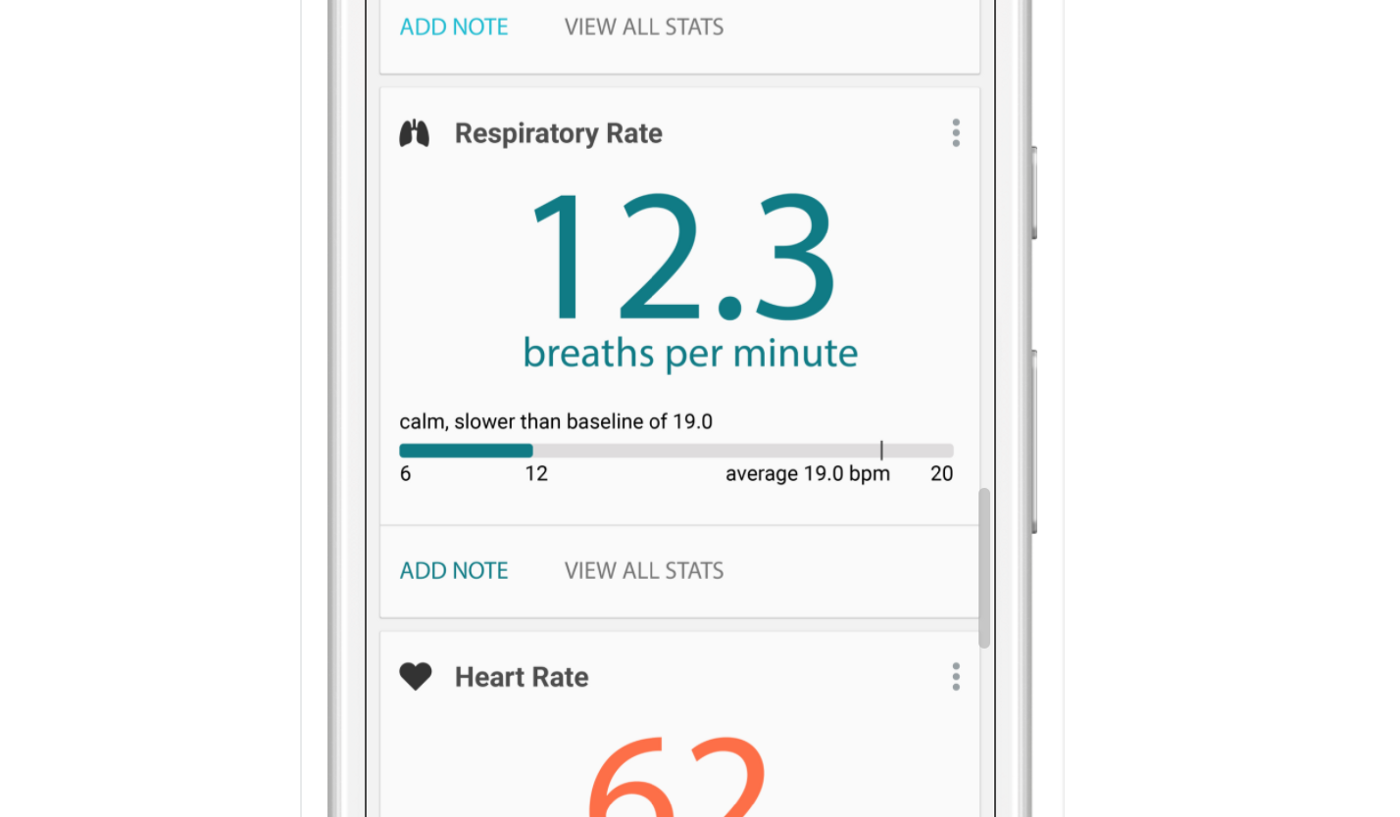 ADD NOTE VIEW ALL STATS
Respiratory Rate
12.3
breaths per minute
calm, slower than baseline of 19.0
6 12 average 19.0 bpm 20
ADD NOTE VIEW ALL STATS
Heart Rate
62